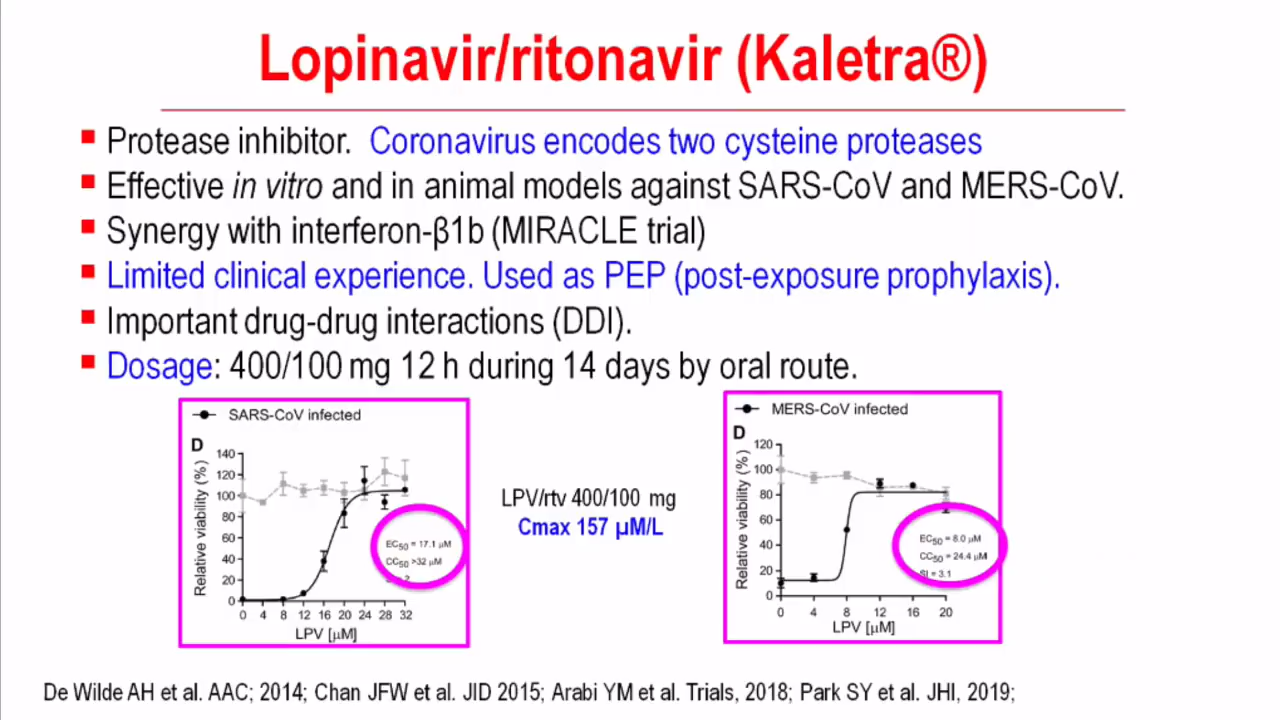 Lopinavir/ritonavir (Kaletra®)
Protease inhibitor. Coronavirus encodes two cysteine proteases
Effective in vitro and in animal models against SARS-CoV and MERS-CoV.
Synergy with interferon-β1b (MIRACLE trial)
Limited clinical experience. Used as PEP (post-exposure prophylaxis).
Important drug-drug interactions (DDI).
Dosage: 400/100 mg 12 h during 14 days by oral route.
SARS-CoV infected
D
Relative viability (%)
140
120
100
80
60
40
20
0
EC50 = 17.1 µM
CC50 >32 µM
0 4 8 12 16 20 24 28 32
LPV [µM]
LPV/rtv 400/100 mg
Cmax 157 µM/L
MERS-CoV infected
D
Relative viability (%)
120
100
80
60
40
20
0
EC50 = 8.0 µM
CC50 = 24.4 µM
SI = 3.1
0 4 8 12 16 20
LPV [µM]
De Wilde AH et al. AAC; 2014; Chan JFW et al. JID 2015; Arabi YM et al. Trials, 2018; Park SY et al. JHI, 2019;